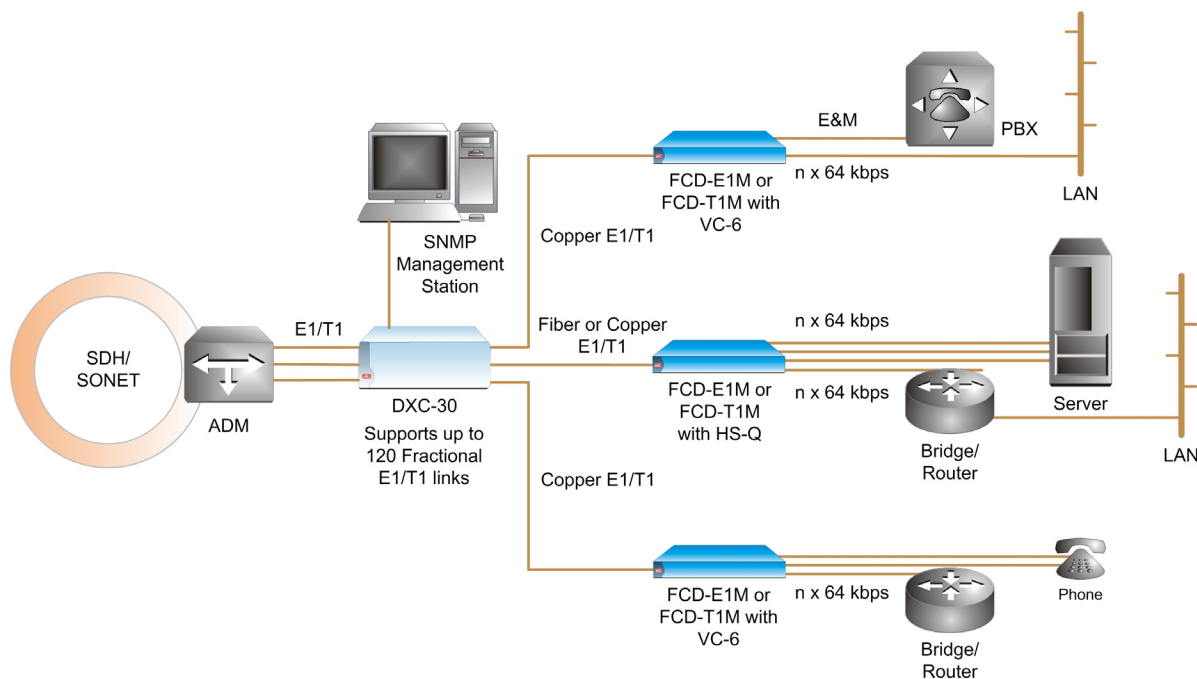 E&M
PBX
n x 64 kbps
LAN
FCD-E1M or
FCD-T1M with
VC-6
SNMP
Management
Station
Copper E1/T1
SDH/
SONET
ADM
E1/T1
DXC-30
Supports up to
120 Fractional
E1/T1 links
Fiber or Copper
E1/T1
n x 64 kbps
FCD-E1M or
FCD-T1M
with HS-Q
n x 64 kbps
Bridge/
Router
Server
LAN
Copper E1/T1
FCD-E1M or
FCD-T1M with
VC-6
n x 64 kbps
Bridge/
Router
Phone